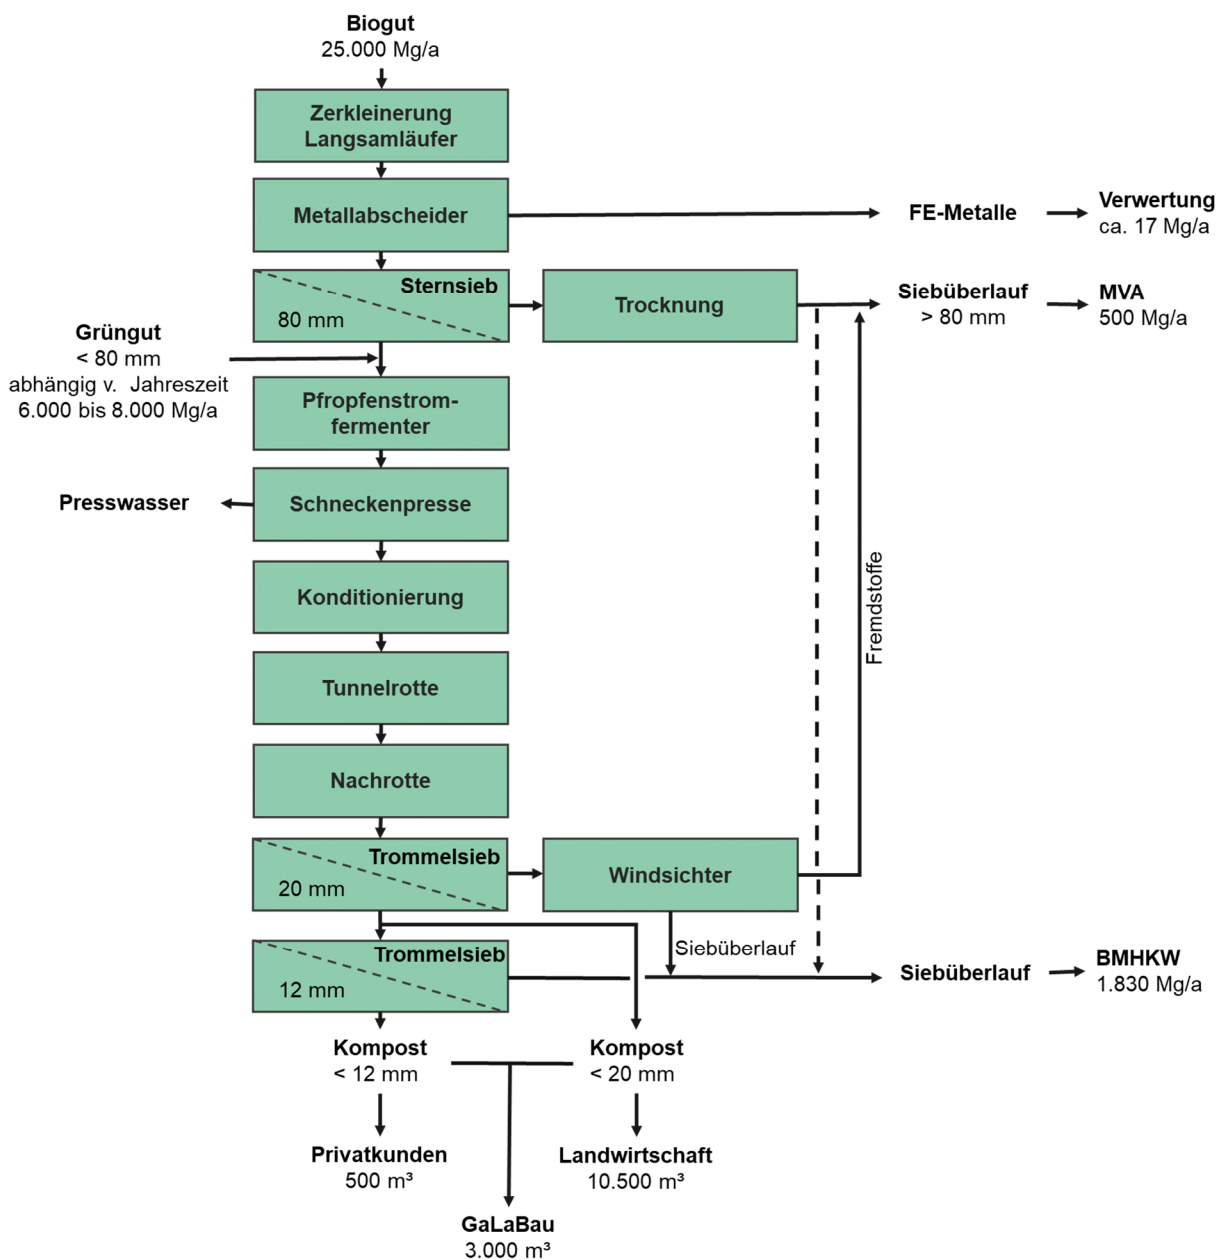 Biogut
25.000 Mg/a
Zerkleinerung
Langsamläufer
Metallabscheider
FE-Metalle
Verwertung
ca. 17 Mg/a
Sternsieb
80 mm
Trocknung
Siebüberlauf
> 80 mm
MVA
500 Mg/a
Grüngut
< 80 mm
abhängig v. Jahreszeit
6.000 bis 8.000 Mg/a
Pfropfenstrom-
fermenter
Presswasser
Schneckenpresse
Konditionierung
Fremdstoffe
Tunnelrotte
Nachrotte
Trommelsieb
20 mm
Windsichter
Siebüberlauf
Trommelsieb
12 mm
Siebüberlauf
BMHKW
1.830 Mg/a
Kompost
< 12 mm
Kompost
< 20 mm
Privatkunden
500 m³
Landwirtschaft
10.500 m³
GaLaBau
3.000 m³